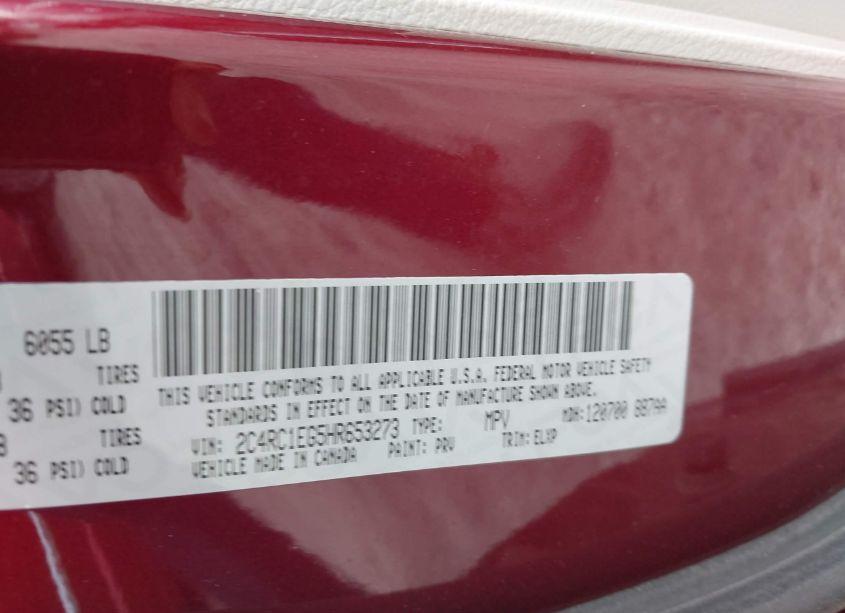 6055 LB
TIRES
36 PSI) COLD
36 PSI) COLD
THIS VEHICLE CONFORMS TO ALL APPLICABLE U.S.A. FEDERAL MOTOR VEHICLE SAFETY
STANDARDS IN EFFECT ON THE DATE OF MANUFACTURE SHOWN ABOVE.
VIN: 2C4RC1EG5HR653273 TYPE: MPV MDH:120700 887AA
VEHICLE MADE IN CANADA PAINT: PRV TRIM:ELXP